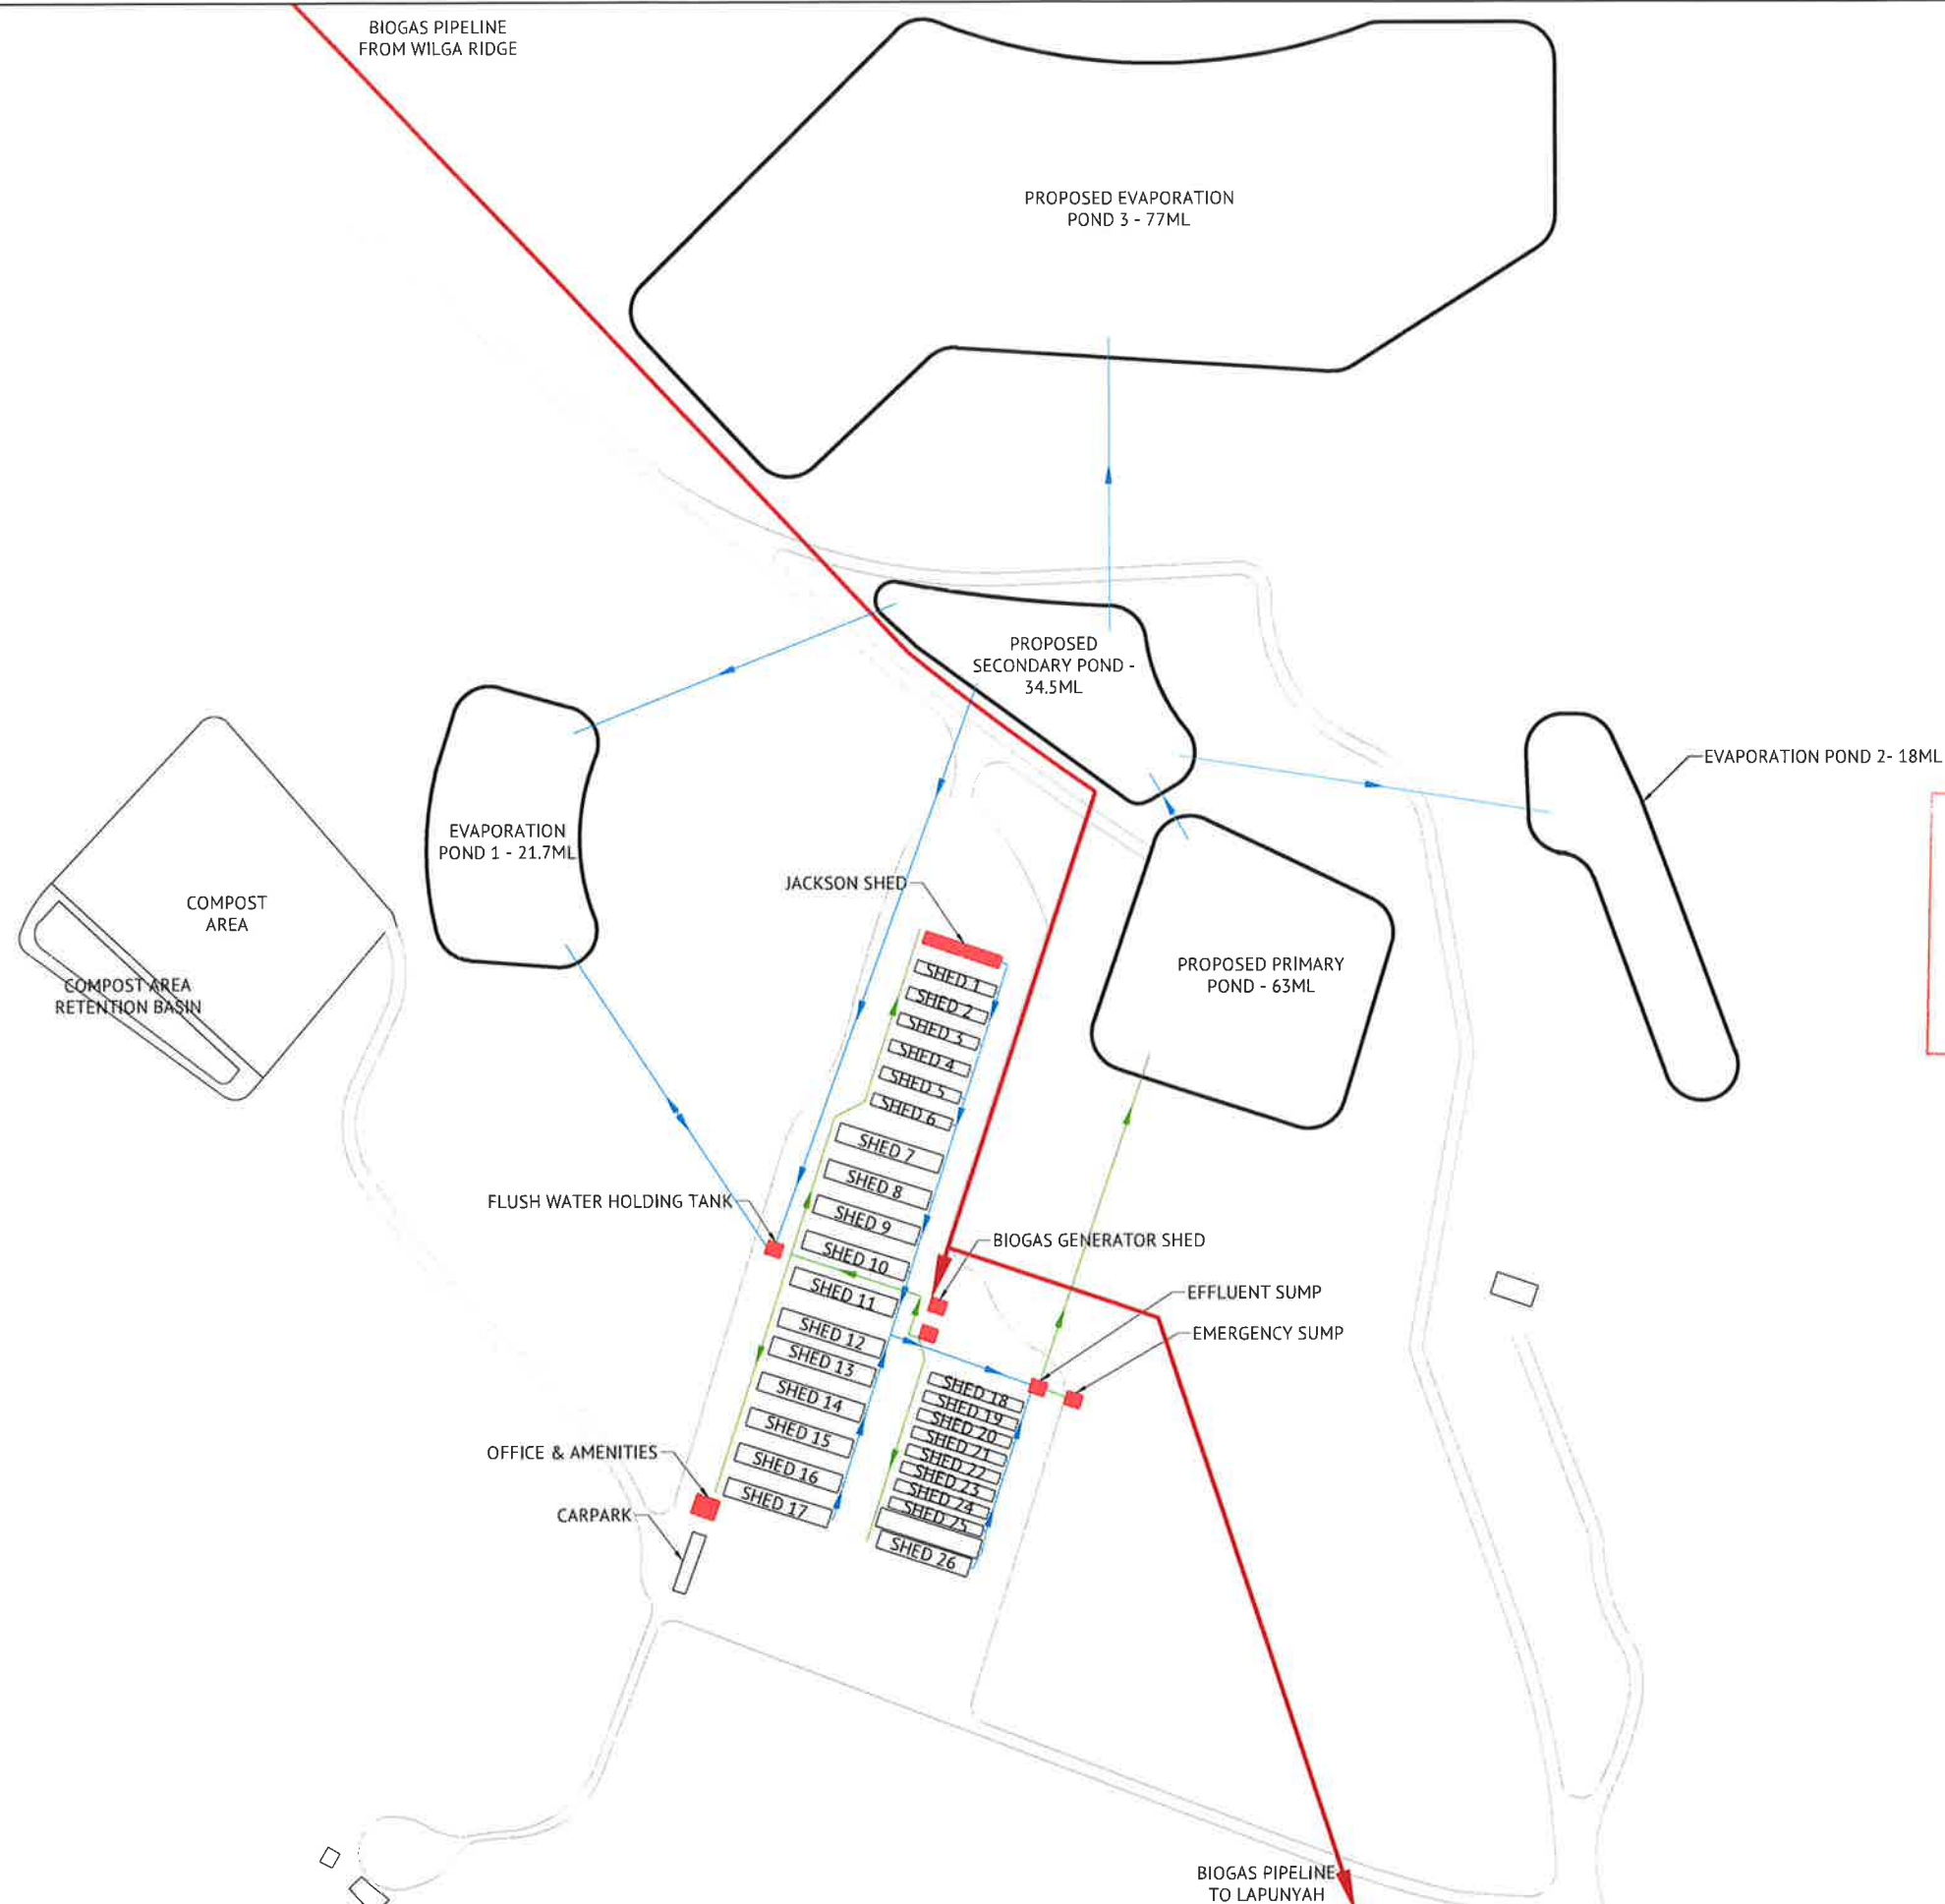 BIOGAS PIPELINE
FROM WILGA RIDGE
PROPOSED EVAPORATION
POND 3 - 77ML
PROPOSED
SECONDARY POND -
34.5ML
EVAPORATION POND 2- 18ML
EVAPORATION
POND 1 - 21.7ML
COMPOST
AREA
COMPOST AREA
RETENTION BASIN
JACKSON SHED
PROPOSED PRIMARY
POND - 63ML
SHED 1
SHED 2
SHED 3
SHED 4
SHED 5
SHED 6
SHED 7
SHED 8
SHED 9
SHED 10
SHED 11
SHED 12
SHED 13
SHED 14
SHED 15
SHED 16
SHED 17
FLUSH WATER HOLDING TANK
BIOGAS GENERATOR SHED
EFFLUENT SUMP
EMERGENCY SUMP
SHED 18
SHED 19
SHED 20
SHED 21
SHED 22
SHED 23
SHED 24
SHED 25
SHED 26
OFFICE & AMENITIES
CARPARK
BIOGAS PIPELINE
TO LAPUNYAH